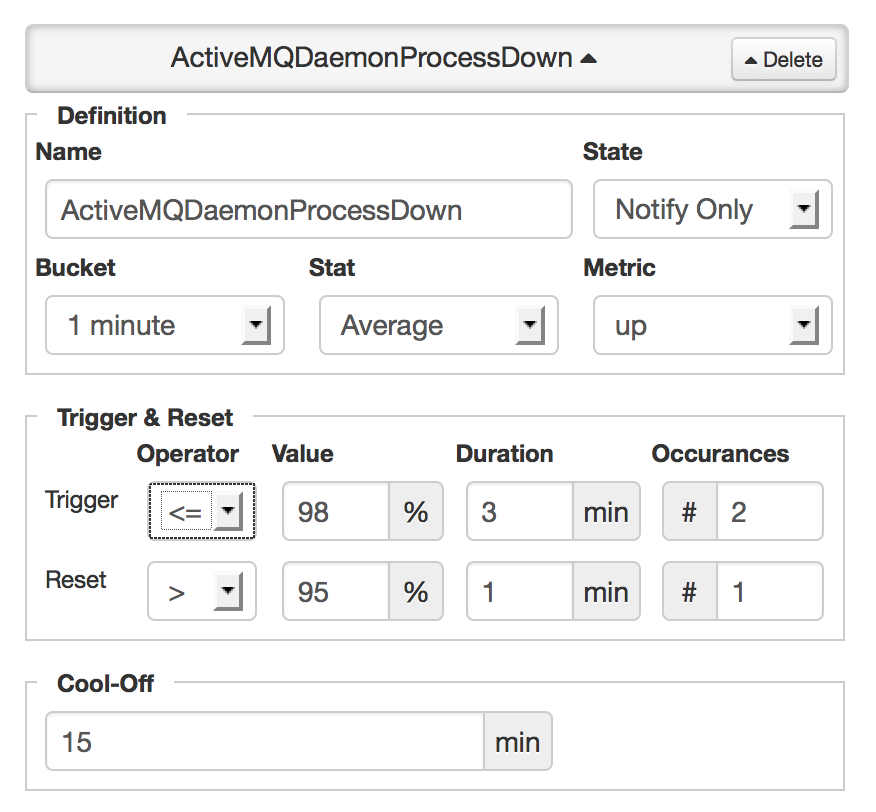 ActiveMQDaemonProcessDown Delete
Definition
Name State
ActiveMQDaemonProcessDown Notify Only
Bucket Stat Metric
1 minute Average up
Trigger & Reset
Operator Value Duration Occurances
Trigger <= 98 % 3 min # 2
Reset > 95 % 1 min # 1
Cool-Off
15 min